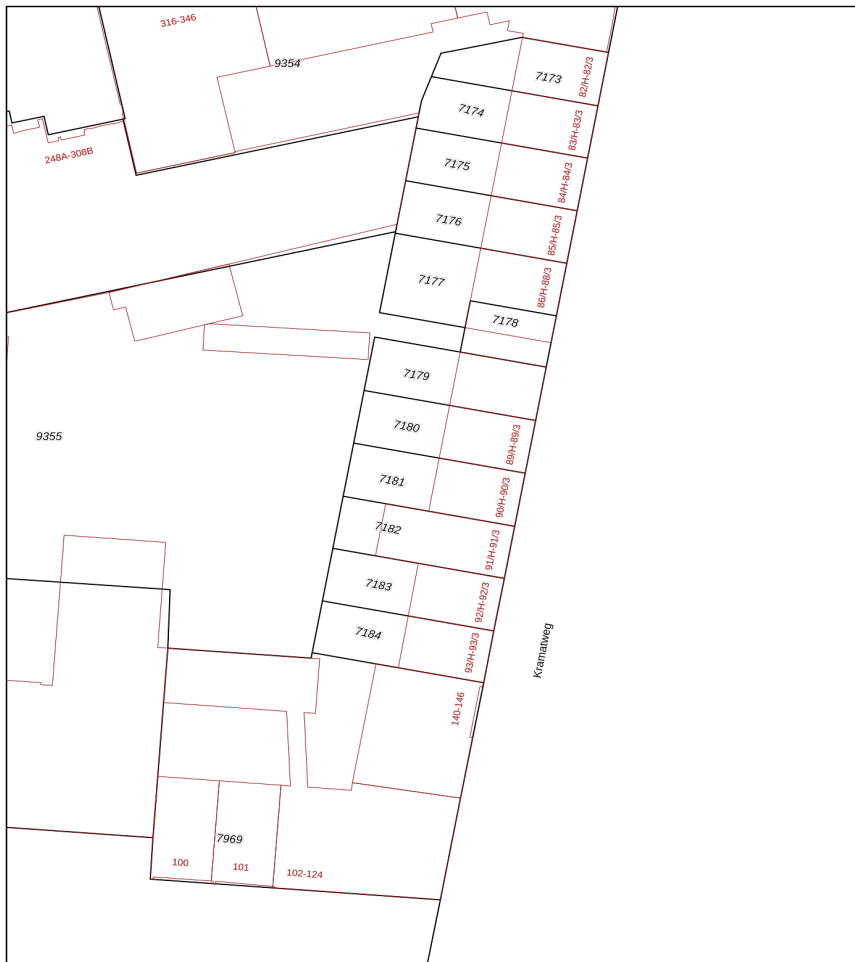 316-346
9354
7173
82/H-82/3
7174
83/H-83/3
248A-308B
7175
84/H-84/3
7176
85/H-85/3
7177
86/H-88/3
7178
7179
7180
89/H-89/3
9355
7181
90/H-90/3
7182
91/H-91/3
7183
92/H-92/3
7184
93/H-93/3
Kramatweg
140-146
7969
100
101
102-124